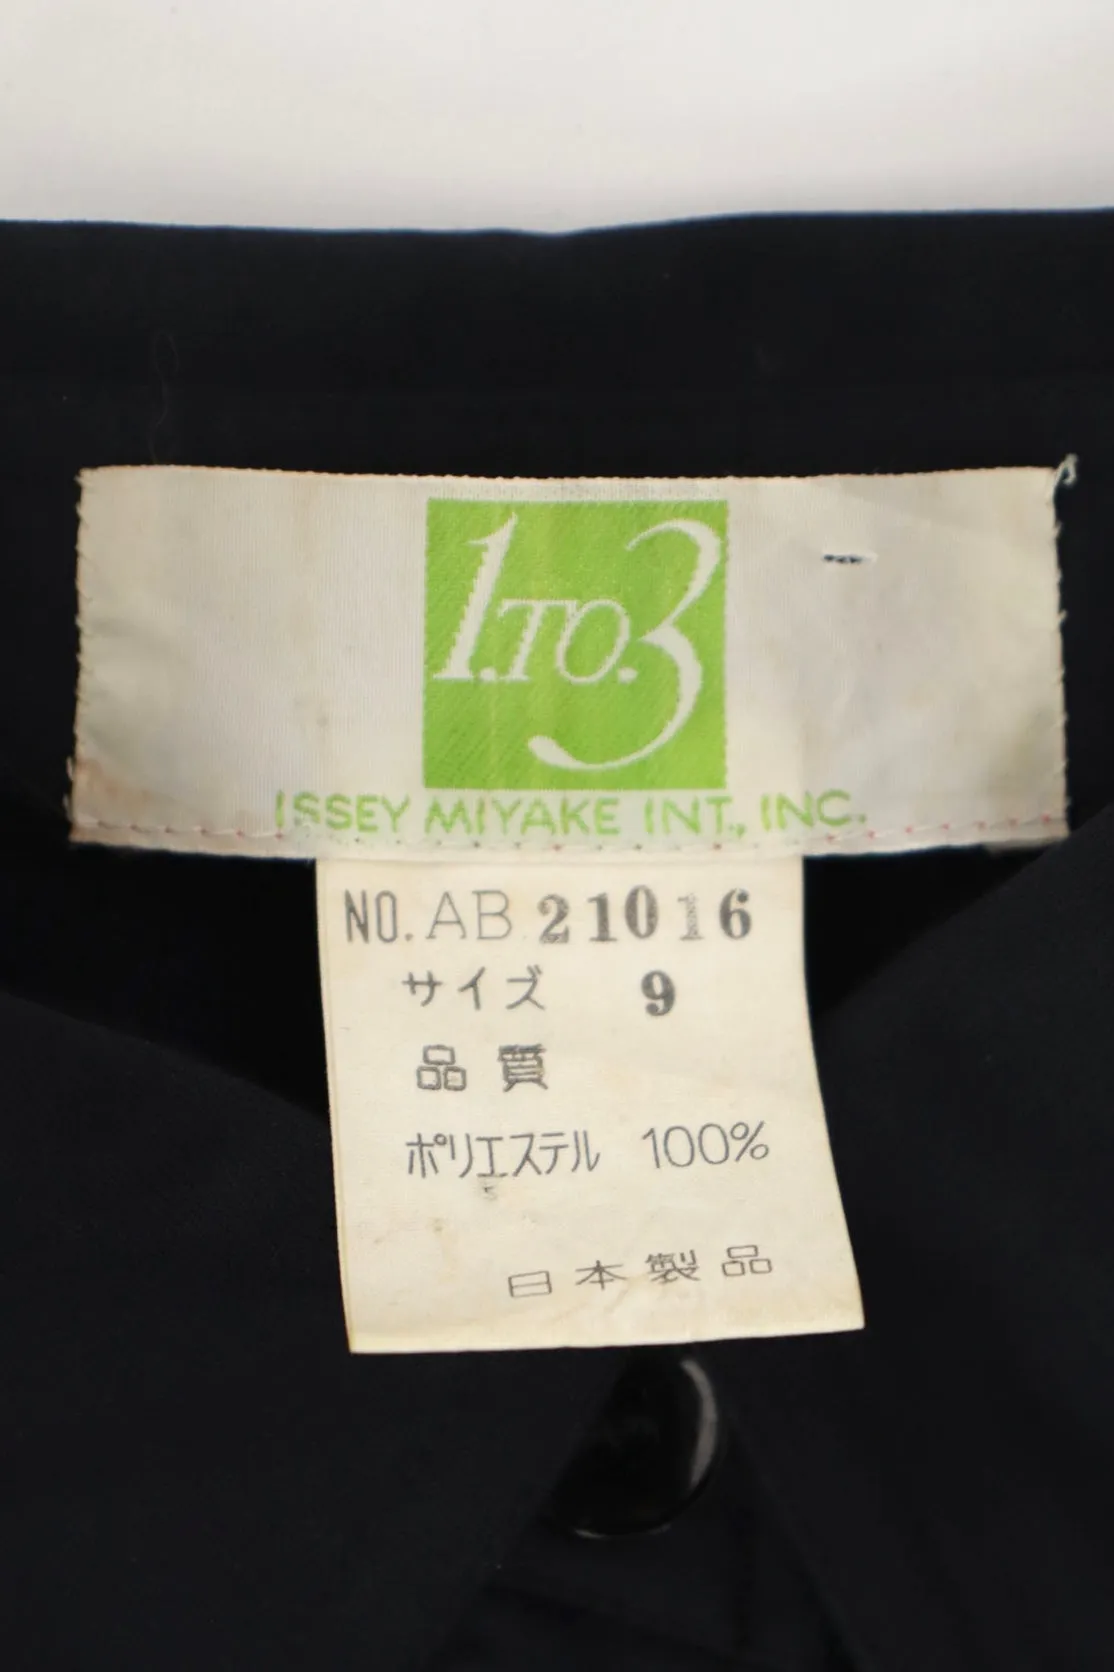 1.TO.3
ISSEY MIYAKE INT., INC.
NO. AB 21016
サイズ 9
品質
ポリエステル 100%
日本製品